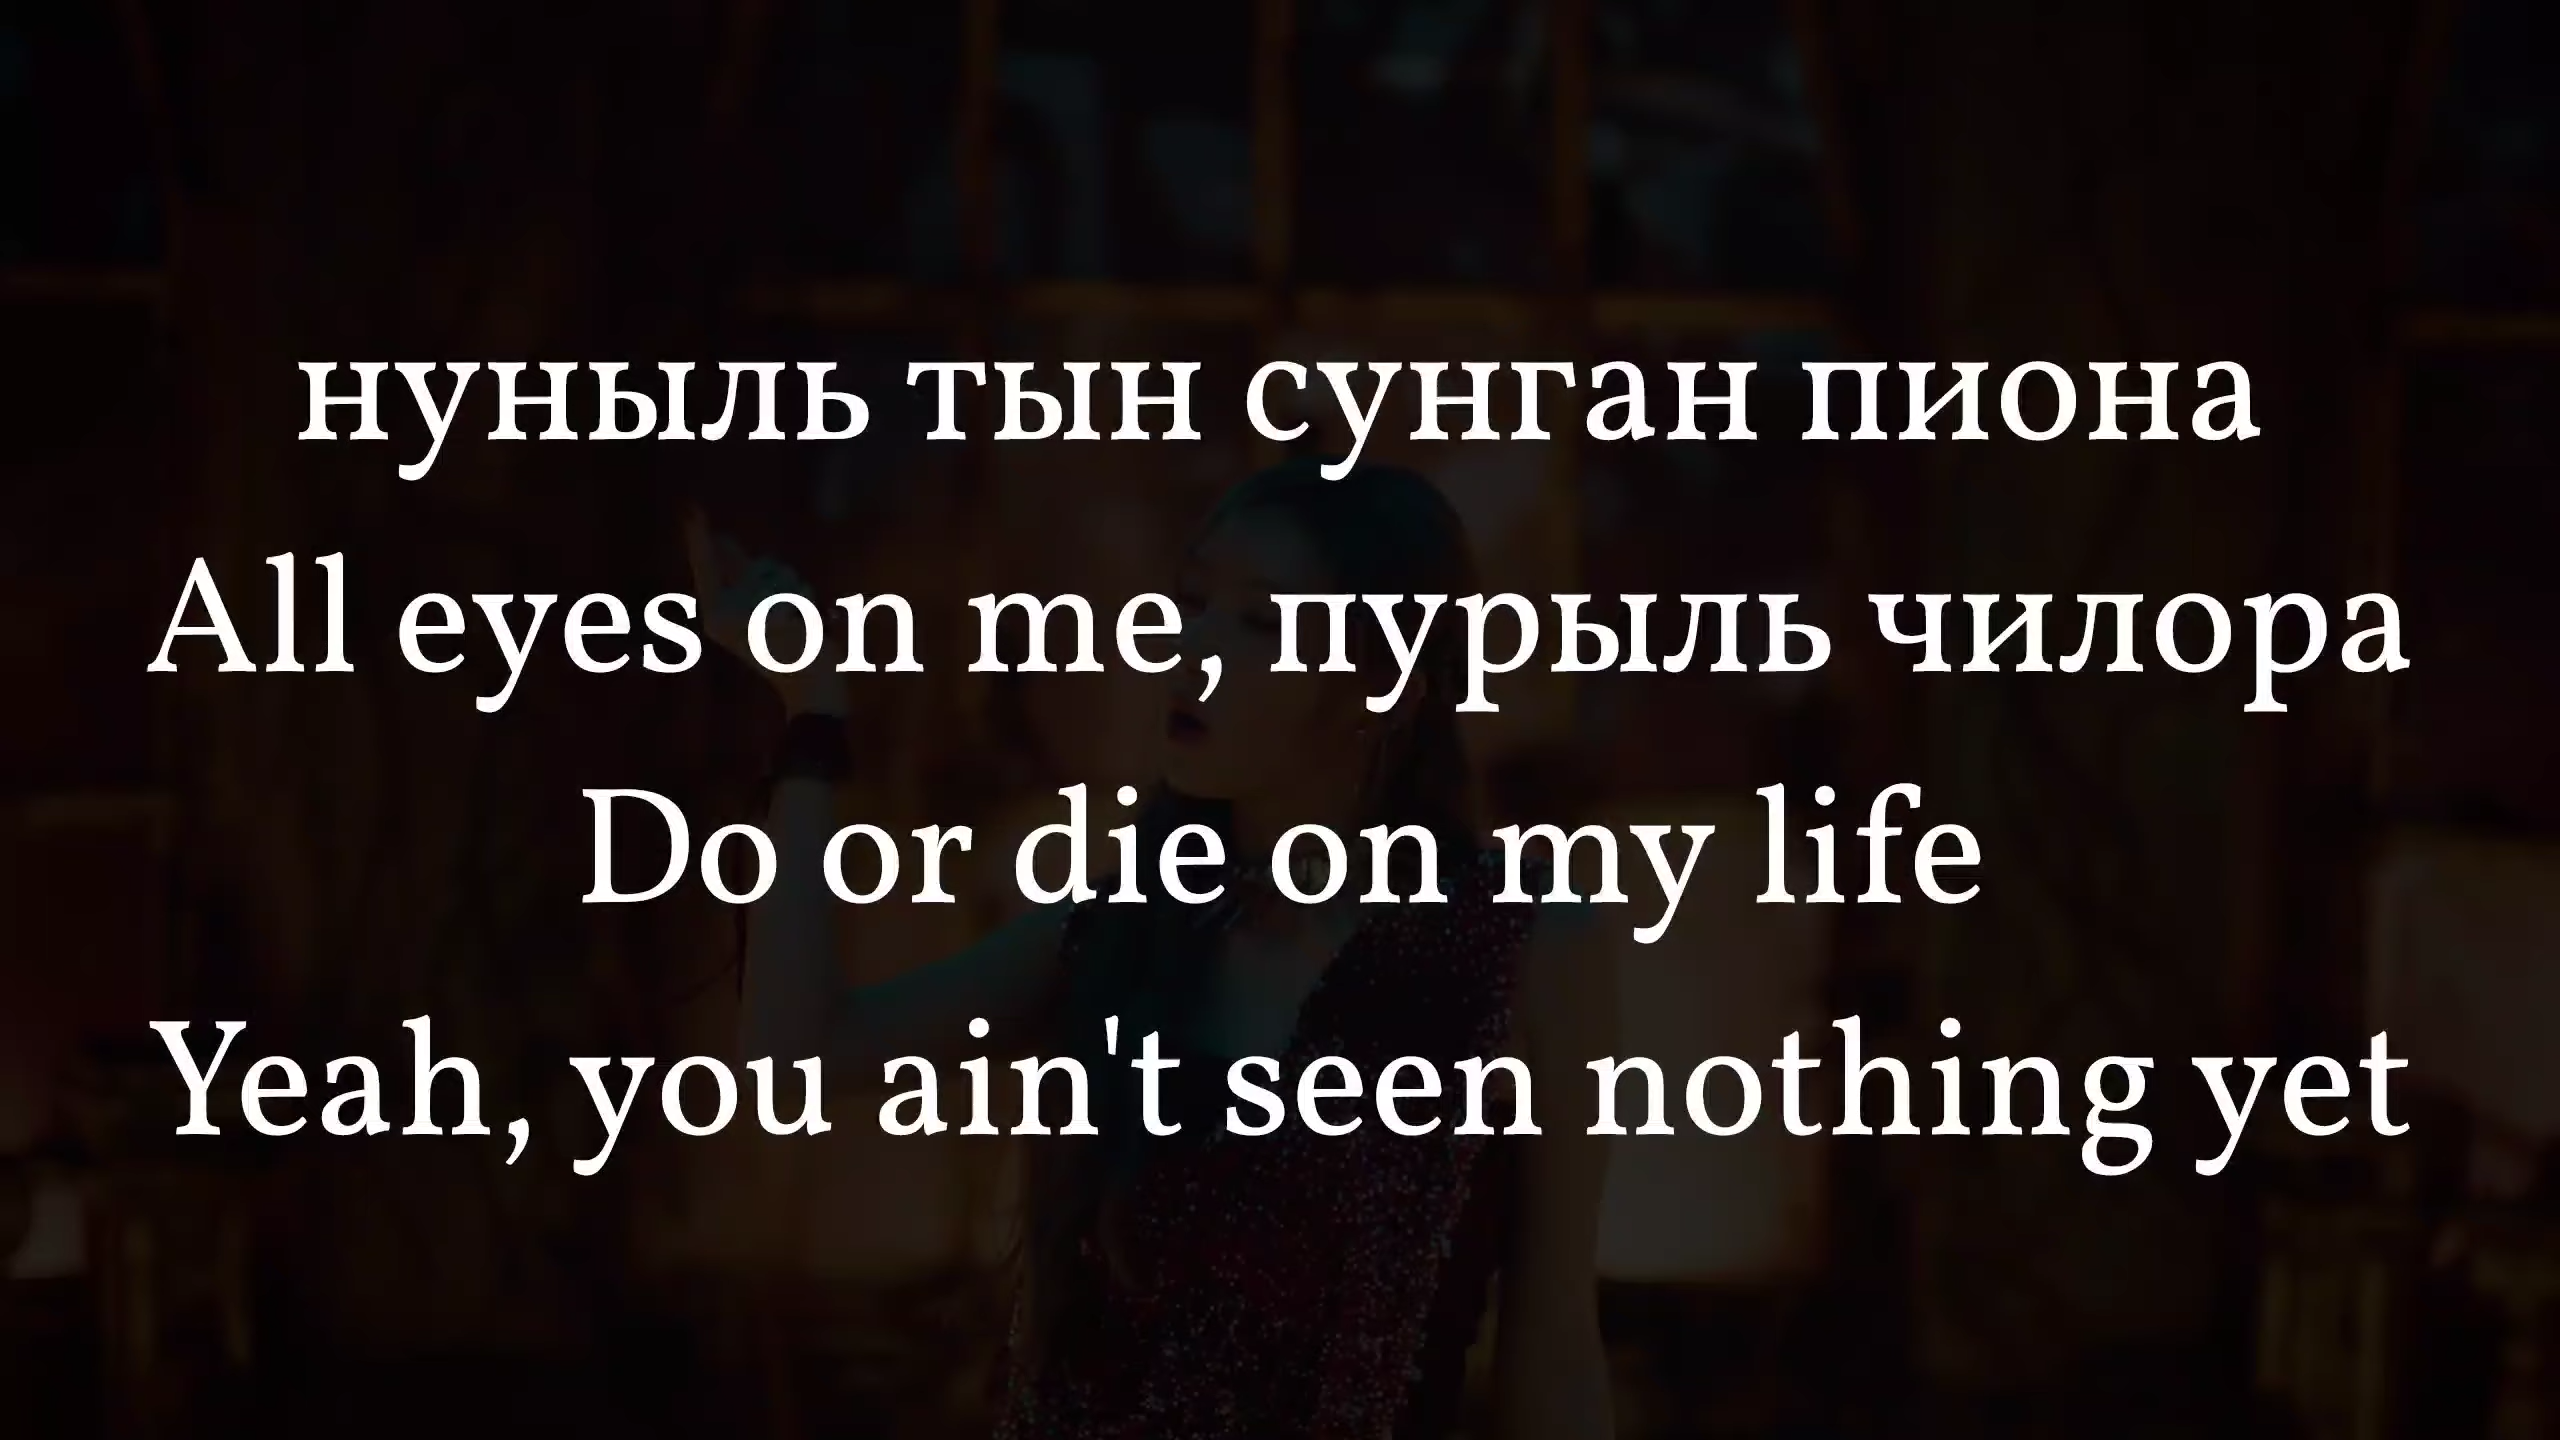 нуныль тын сунган пиона
All eyes on me, пурыль чилора
Do or die on my life
Yeah, you ain't seen nothing yet